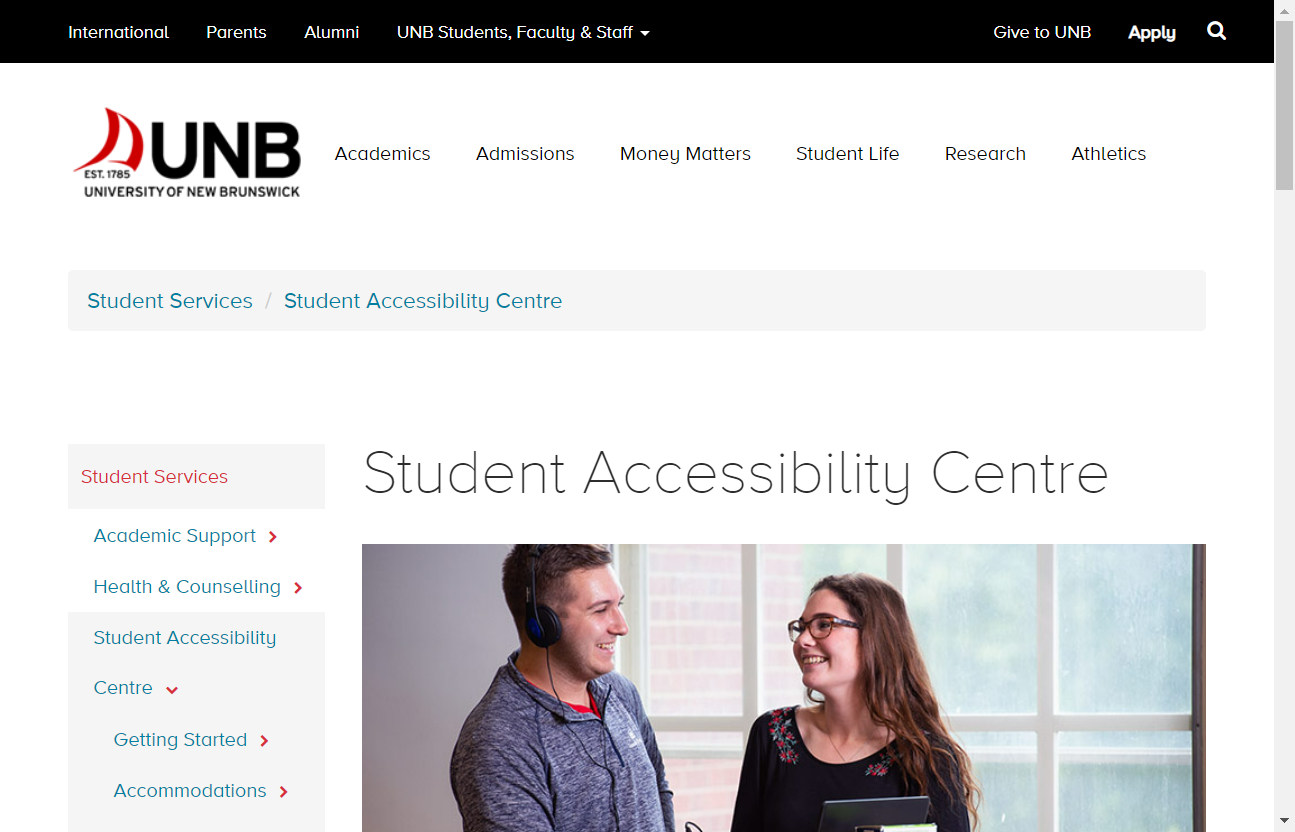 International Parents Alumni UNB Students, Faculty & Staff Give to UNB Apply
UNB
EST. 1785
UNIVERSITY OF NEW BRUNSWICK
Academics Admissions Money Matters Student Life Research Athletics
Student Services / Student Accessibility Centre
Student Services
Academic Support
Health & Counselling
Student Accessibility
Centre
Getting Started
Accommodations
Student Accessibility Centre